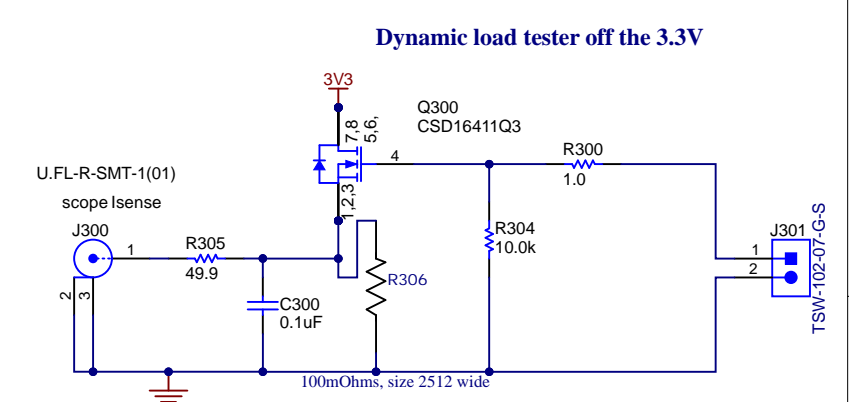 Dynamic load tester off the 3.3V
3V3
Q300
CSD16411Q3
7,8
5,6,
4
1,2,3
R300
1.0
U.FL-R-SMT-1(01)
scope Isense
J300
1
2
3
R305
49.9
C300
0.1uF
R306
R304
10.0k
J301
1
2
TSW-102-07-G-S
100mOhms, size 2512 wide